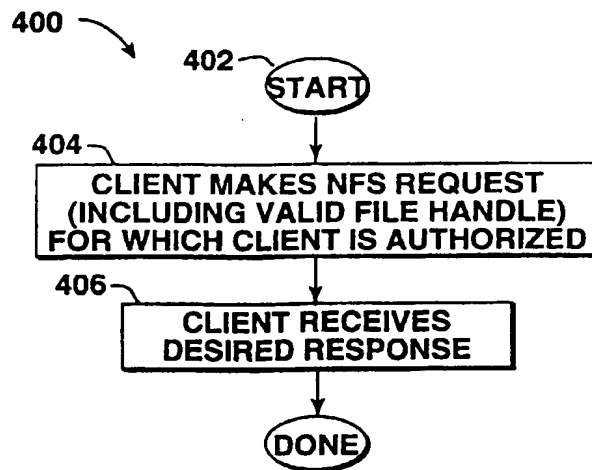 400
402
START
404
CLIENT MAKES NFS REQUEST
(INCLUDING VALID FILE HANDLE)
FOR WHICH CLIENT IS AUTHORIZED
406
CLIENT RECEIVES
DESIRED RESPONSE
DONE